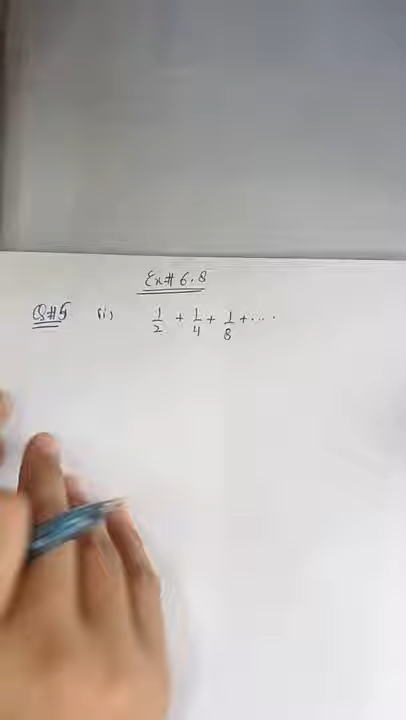 Ex# 6.8
Q#5 (i) 1/2 + 1/4 + 1/8 + ....